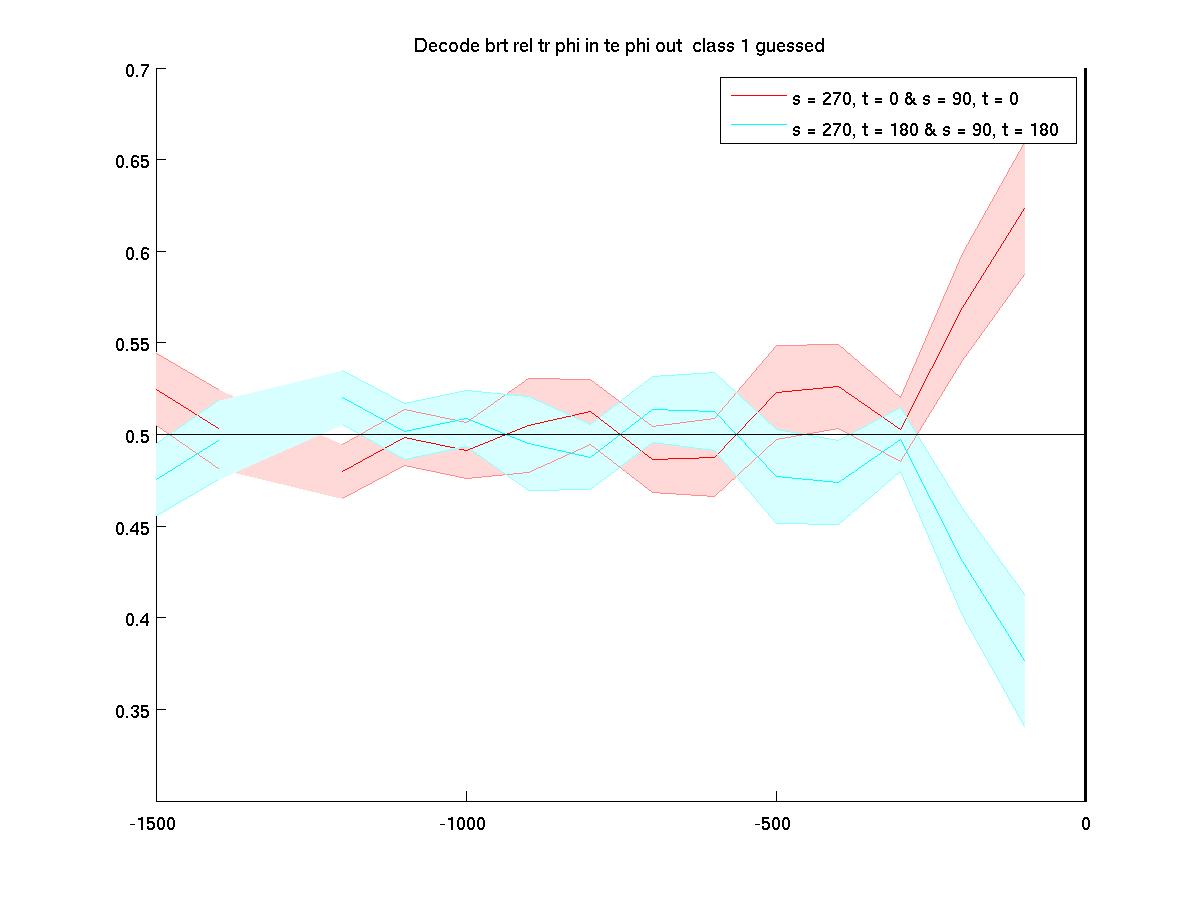 Decode brt rel tr phi in te phi out class 1 guessed
0.7
s = 270, t = 0 & s = 90, t = 0
s = 270, t = 180 & s = 90, t = 180
0.65
0.6
0.55
0.5
0.45
0.4
0.35
-1500 -1000 -500 0